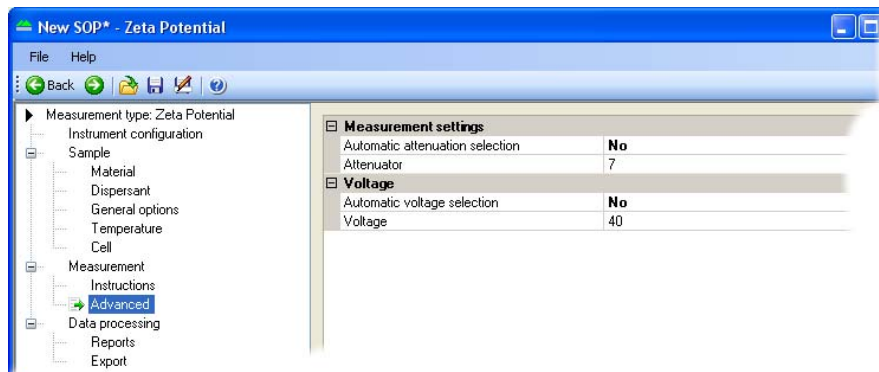 New SOP* - Zeta Potential
File Help
Back
Measurement type: Zeta Potential
Instrument configuration
Sample
Material
Dispersant
General options
Temperature
Cell
Measurement
Instructions
Advanced
Data processing
Reports
Export
Measurement settings
Automatic attenuation selection No
Attenuator 7
Voltage
Automatic voltage selection No
Voltage 40